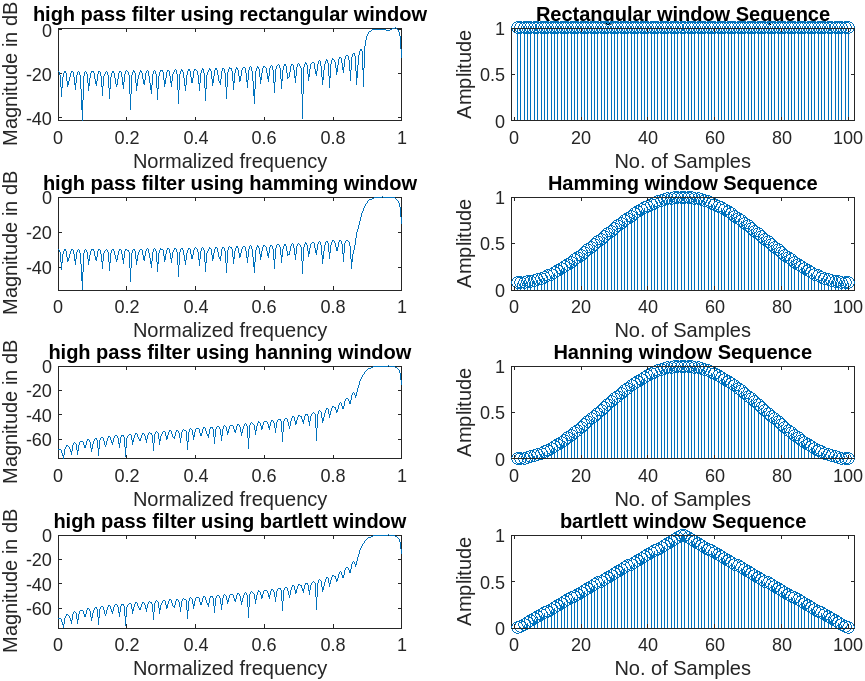 high pass filter using rectangular window
Magnitude in dB
0
-20
-40
0 0.2 0.4 0.6 0.8 1
Normalized frequency
Rectangular window Sequence
Amplitude
1
0.5
0
0 20 40 60 80 100
No. of Samples
high pass filter using hamming window
Magnitude in dB
0
-20
-40
0 0.2 0.4 0.6 0.8 1
Normalized frequency
Hamming window Sequence
Amplitude
1
0.5
0
0 20 40 60 80 100
No. of Samples
high pass filter using hanning window
Magnitude in dB
0
-20
-40
-60
0 0.2 0.4 0.6 0.8 1
Normalized frequency
Hanning window Sequence
Amplitude
1
0.5
0
0 20 40 60 80 100
No. of Samples
high pass filter using bartlett window
Magnitude in dB
0
-20
-40
-60
0 0.2 0.4 0.6 0.8 1
Normalized frequency
bartlett window Sequence
Amplitude
1
0.5
0
0 20 40 60 80 100
No. of Samples